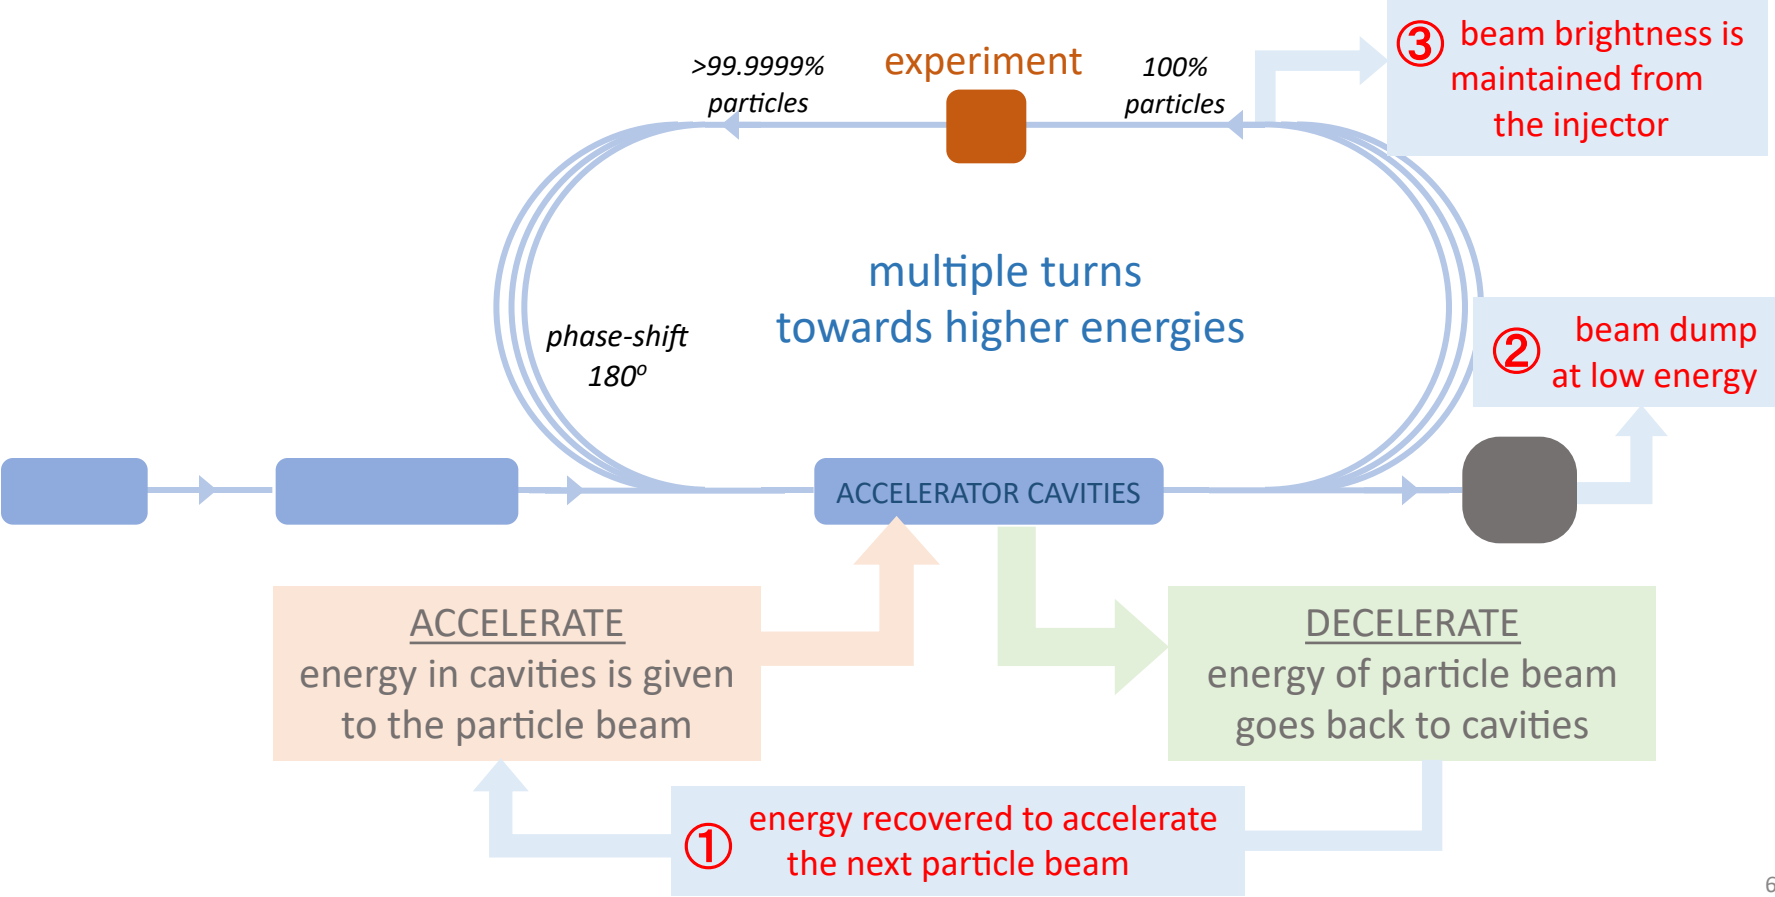 >99.9999%
particles
experiment
100%
particles
③ beam brightness is
maintained from
the injector
multiple turns
towards higher energies
phase-shift
180º
② beam dump
at low energy
ACCELERATOR CAVITIES
ACCELERATE
energy in cavities is given
to the particle beam
DECELERATE
energy of particle beam
goes back to cavities
① energy recovered to accelerate
the next particle beam
6